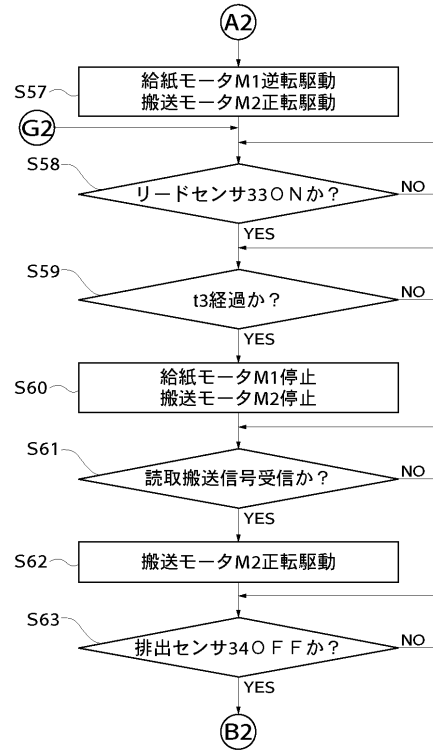 A2
S57
給紙モータM1逆転駆動
搬送モータM2正転駆動
G2
S58
リードセンサ33ONか?
NO
YES
S59
t3経過か?
NO
YES
S60
給紙モータM1停止
搬送モータM2停止
S61
読取搬送信号受信か?
NO
YES
S62
搬送モータM2正転駆動
S63
排出センサ34OFFか?
NO
YES
B2